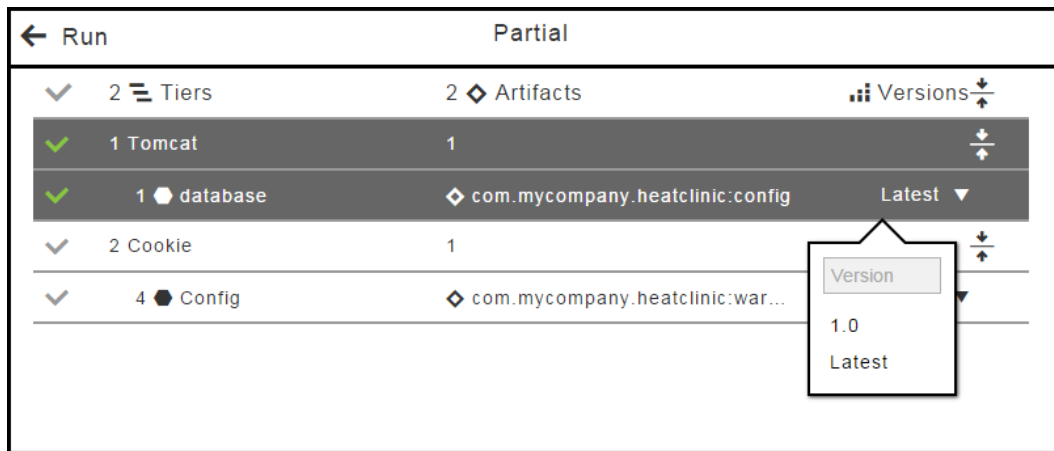 Run Partial
2 Tiers 2 Artifacts Versions
1 Tomcat 1
1 database com.mycompany.heatclinic:config Latest
2 Cookie 1
Version
4 Config com.mycompany.heatclinic:war...
1.0
Latest